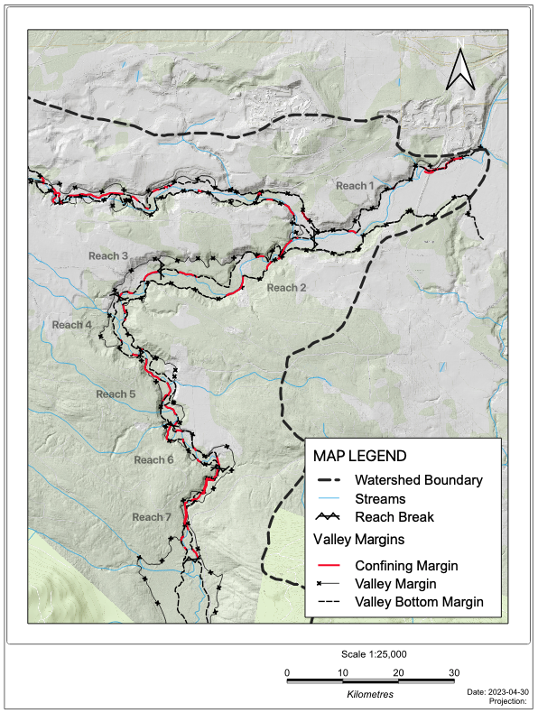 N
Reach 1
Reach 3
Reach 2
Reach 4
Reach 5
Reach 6
Reach 7
MAP LEGEND
Watershed Boundary
Streams
Reach Break
Valley Margins
Confining Margin
Valley Margin
Valley Bottom Margin
Scale 1:25,000
0 10 20 30
Kilometres
Date: 2023-04-30
Projection: